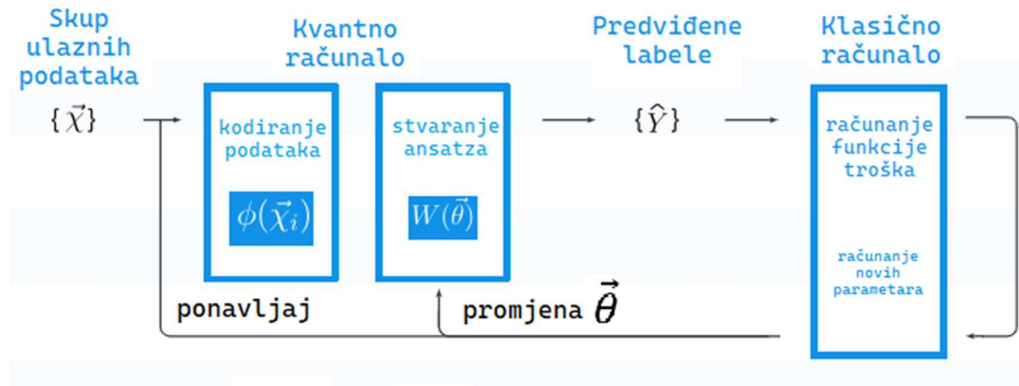 Skup
ulaznih
podataka
{χ⃗}
Kvantno
računalo
kodiranje
podataka
ϕ(χ⃗ᵢ)
stvaranje
ansatza
W(θ⃗)
Predviđene
labele
{Ŷ}
Klasično
računalo
računanje
funkcije
troška
računanje
novih
parametara
ponavljaj
promjena θ⃗